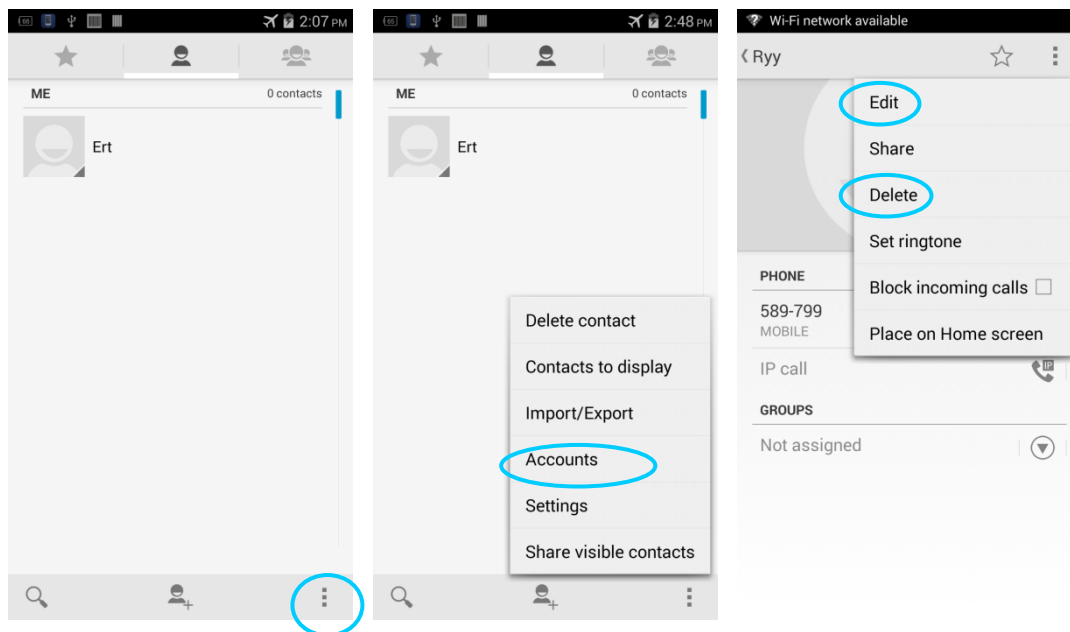 2:07 PM
ME 0 contacts
Ert
2:48 PM
ME 0 contacts
Ert
Delete contact
Contacts to display
Import/Export
Accounts
Settings
Share visible contacts
Wi-Fi network available
Ryy
Edit
Share
Delete
Set ringtone
Block incoming calls
Place on Home screen
PHONE
589-799
MOBILE
IP call
IP
GROUPS
Not assigned